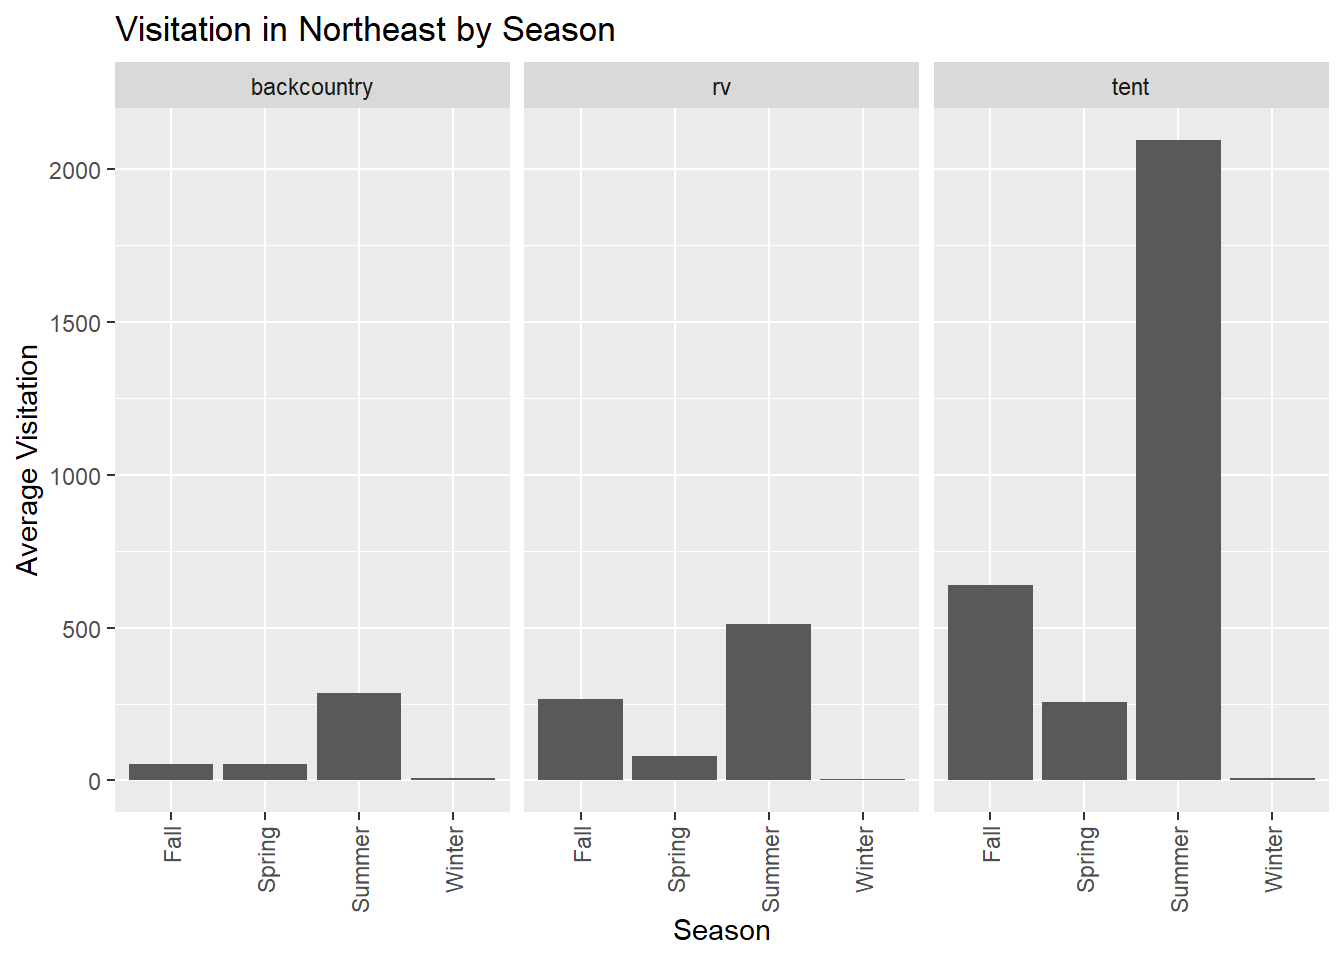 Visitation in Northeast by Season
backcountry
rv
tent
Average Visitation
2000
1500
1000
500
0
Fall
Spring
Summer
Winter
Fall
Spring
Summer
Winter
Fall
Spring
Summer
Winter
Season